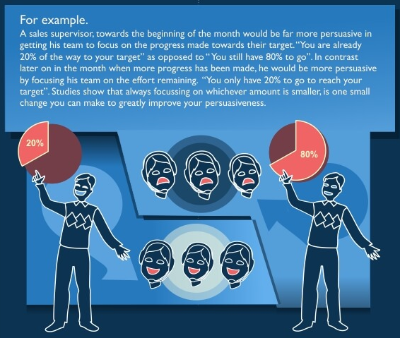 For example.
A sales supervisor, towards the beginning of the month would be far more persuasive in
getting his team to focus on the progress made towards their target. "You are already
20% of the way to your target" as opposed to "You still have 80% to go". In contrast
later on in the month when more progress has been made, he would be more persuasive
by focusing his team on the effort remaining. "You only have 20% to go to reach your
target". Studies show that always focussing on whichever amount is smaller, is one small
change you can make to greatly improve your persuasiveness.
20%
80%